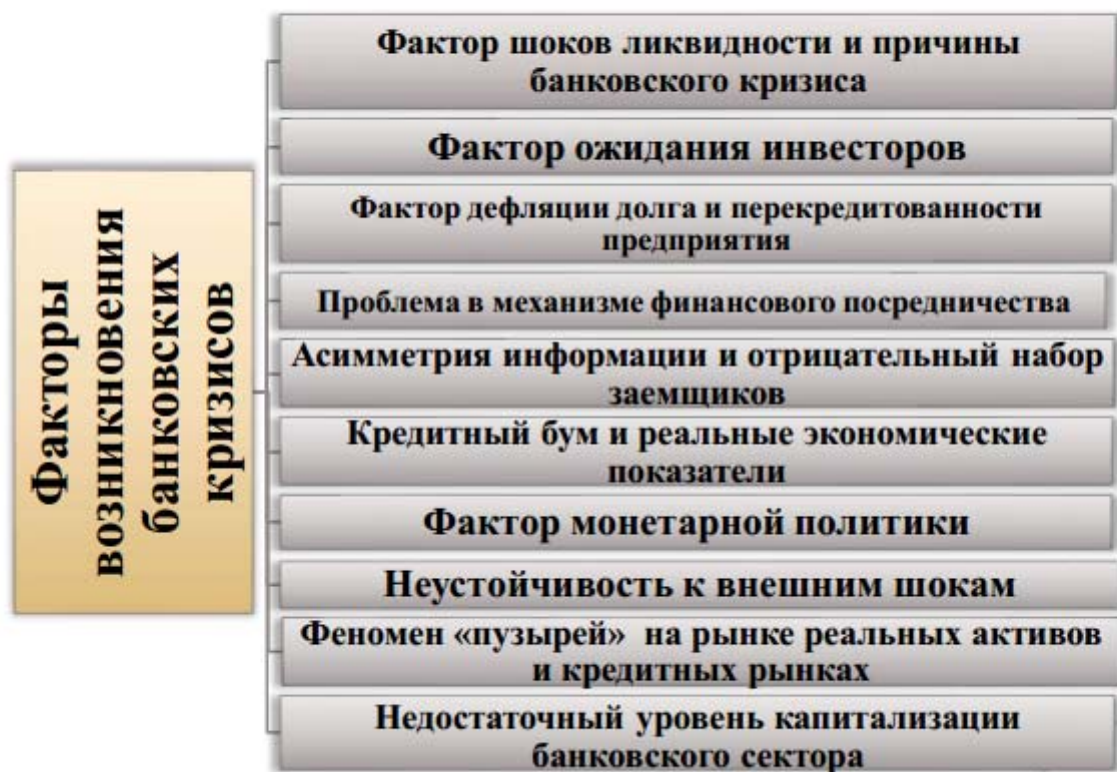 Факторы
возникновения
банковских
кризисов
Фактор шоков ликвидности и причины
банковского кризиса
Фактор ожидания инвесторов
Фактор дефляции долга и перекредитованности
предприятия
Проблема в механизме финансового посредничества
Асимметрия информации и отрицательный набор
заемщиков
Кредитный бум и реальные экономические
показатели
Фактор монетарной политики
Неустойчивость к внешним шокам
Феномен «пузырей» на рынке реальных активов
и кредитных рынках
Недостаточный уровень капитализации
банковского сектора